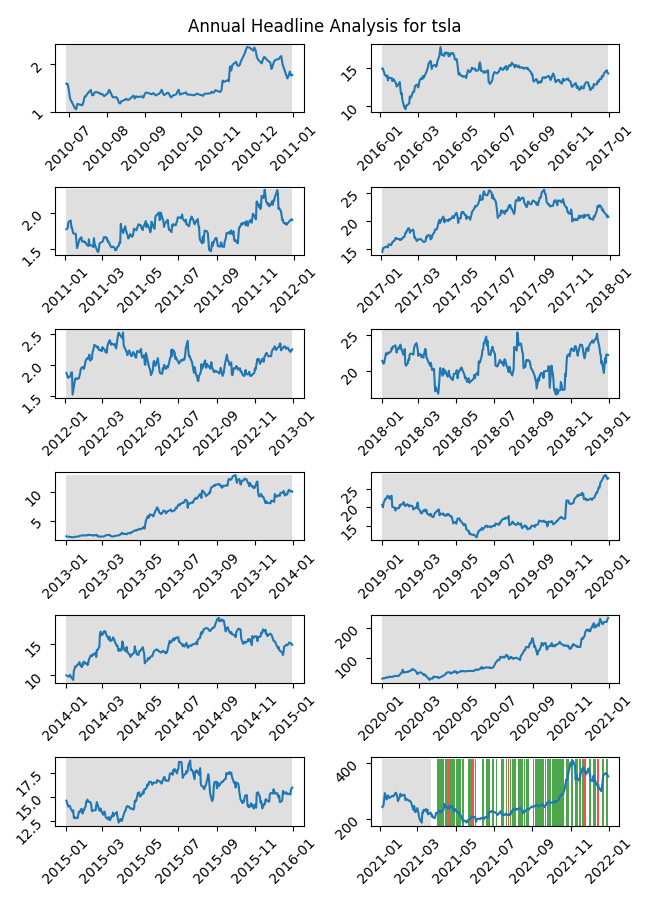 Annual Headline Analysis for tsla
2
1
2010-07 2010-08 2010-09 2010-10 2010-11 2010-12 2011-01
15
10
2016-01 2016-03 2016-05 2016-07 2016-09 2016-11 2017-01
2.0
1.5
2011-01 2011-03 2011-05 2011-07 2011-09 2011-11 2012-01
25
20
15
2017-01 2017-03 2017-05 2017-07 2017-09 2017-11 2018-01
2.5
2.0
1.5
2012-01 2012-03 2012-05 2012-07 2012-09 2012-11 2013-01
25
20
2018-01 2018-03 2018-05 2018-07 2018-09 2018-11 2019-01
10
5
2013-01 2013-03 2013-05 2013-07 2013-09 2013-11 2014-01
25
20
15
2019-01 2019-03 2019-05 2019-07 2019-09 2019-11 2020-01
15
10
2014-01 2014-03 2014-05 2014-07 2014-09 2014-11 2015-01
200
100
2020-01 2020-03 2020-05 2020-07 2020-09 2020-11 2021-01
17.5
15.0
12.5
2015-01 2015-03 2015-05 2015-07 2015-09 2015-11 2016-01
400
200
2021-01 2021-03 2021-05 2021-07 2021-09 2021-11 2022-01